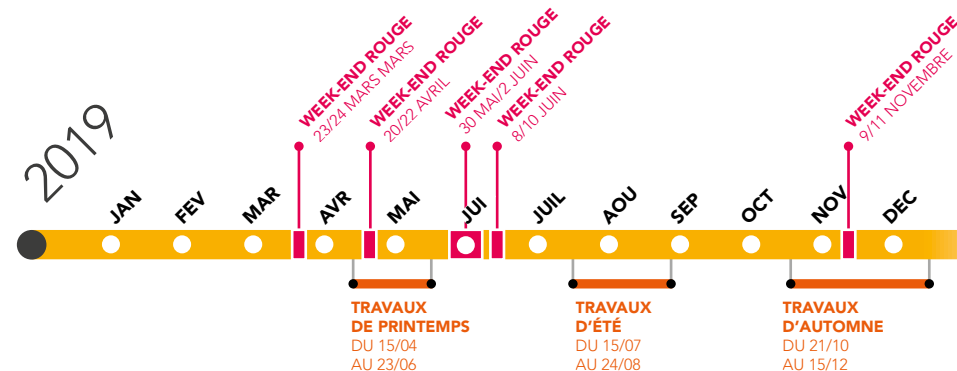 2019
WEEK-END ROUGE
23/24 MARS MARS
WEEK-END ROUGE
20/22 AVRIL
WEEK-END ROUGE
30 MAI/2 JUIN
WEEK-END ROUGE
8/10 JUIN
WEEK-END ROUGE
9/11 NOVEMBRE
JAN
FEV
MAR
AVR
MAI
JUI
JUIL
AOU
SEP
OCT
NOV
DEC
TRAVAUX
DE PRINTEMPS
DU 15/04
AU 23/06
TRAVAUX
D'ÉTÉ
DU 15/07
AU 24/08
TRAVAUX
D'AUTOMNE
DU 21/10
AU 15/12